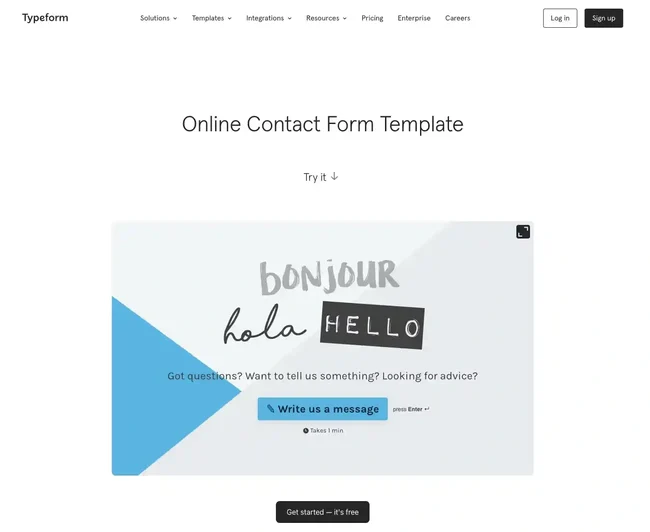 Typeform
Solutions Templates Integrations Resources Pricing Enterprise Careers
Log in Sign up
Online Contact Form Template
Try it ↓
bonjour
hola HELLO
Got questions? Want to tell us something? Looking for advice?
✎ Write us a message press Enter ↵
Takes 1 min
Get started — it's free